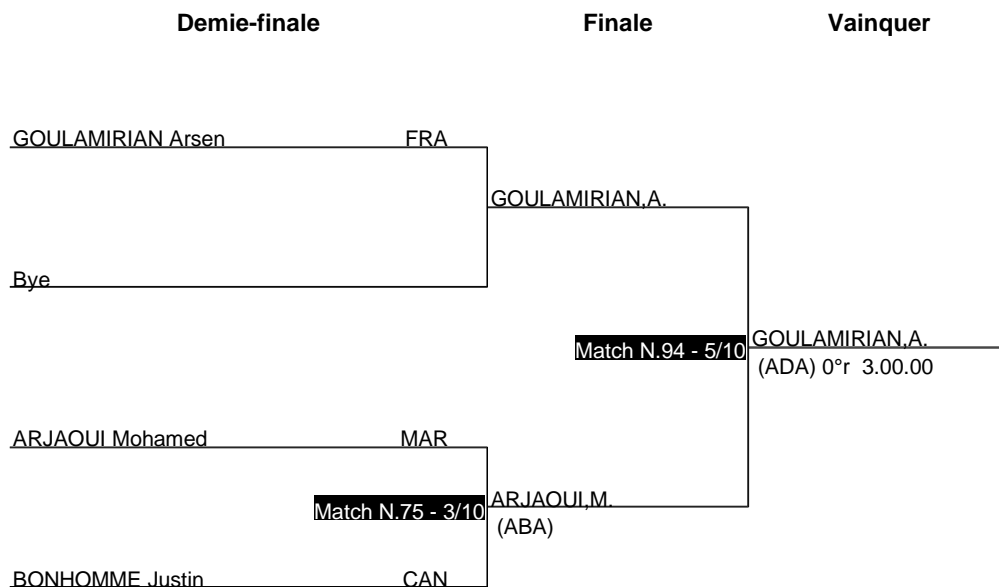 Demie-finale Finale Vainquer
GOULAMIRIAN Arsen FRA
GOULAMIRIAN,A.
Bye
Match N.94 - 5/10 GOULAMIRIAN,A.
(ADA) 0°r 3.00.00
ARJAOUI Mohamed MAR
Match N.75 - 3/10 ARJAOUI,M.
(ABA)
BONHOMME Justin CAN